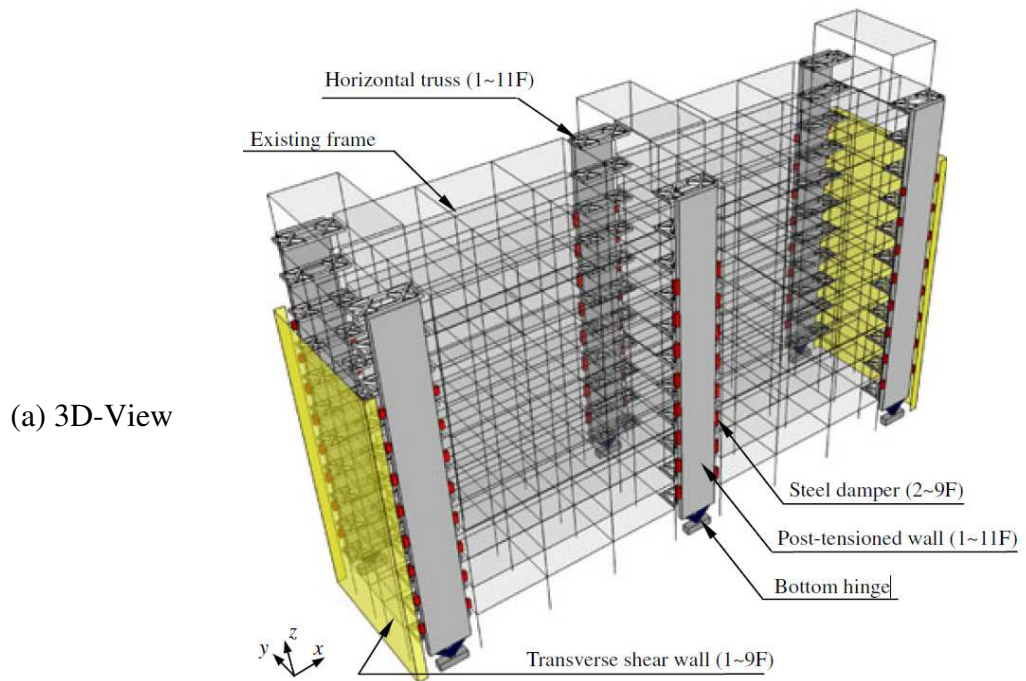 Horizontal truss (1~11F)
Existing frame
(a) 3D-View
Steel damper (2~9F)
Post-tensioned wall (1~11F)
Bottom hinge
y z x
Transverse shear wall (1~9F)